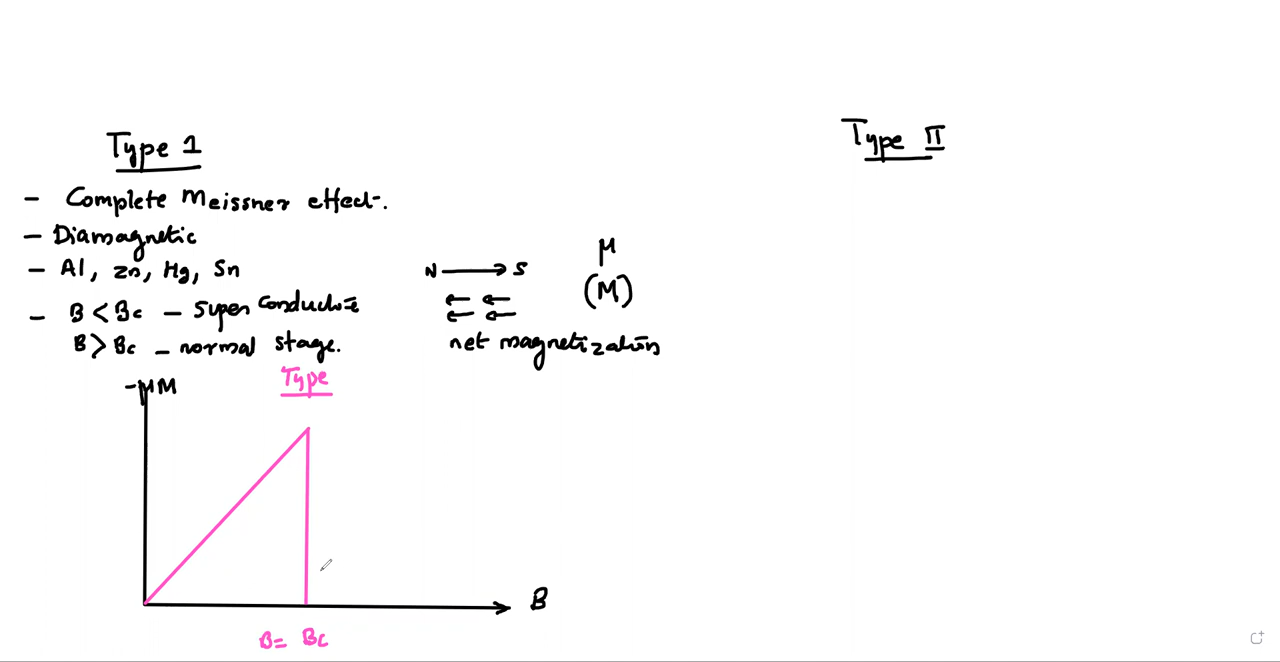 Type 1
- Complete Meissner effect.
- Diamagnetic
- Al, Zn, Hg, Sn
- B < Bc - Super Conductive
B > Bc - normal stage.
N → S
μ
(M)
net magnetization
-μM
Type
B
B = Bc
Type II